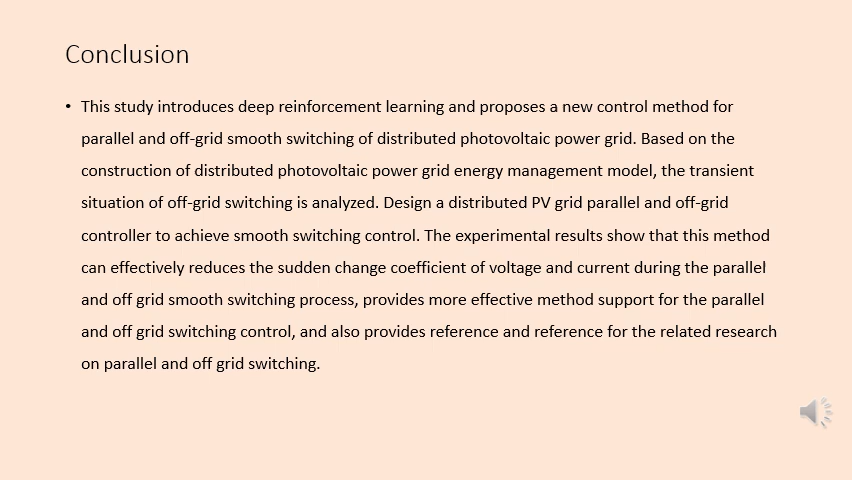 Conclusion
• This study introduces deep reinforcement learning and proposes a new control method for
parallel and off-grid smooth switching of distributed photovoltaic power grid. Based on the
construction of distributed photovoltaic power grid energy management model, the transient
situation of off-grid switching is analyzed. Design a distributed PV grid parallel and off-grid
controller to achieve smooth switching control. The experimental results show that this method
can effectively reduces the sudden change coefficient of voltage and current during the parallel
and off grid smooth switching process, provides more effective method support for the parallel
and off grid switching control, and also provides reference and reference for the related research
on parallel and off grid switching.